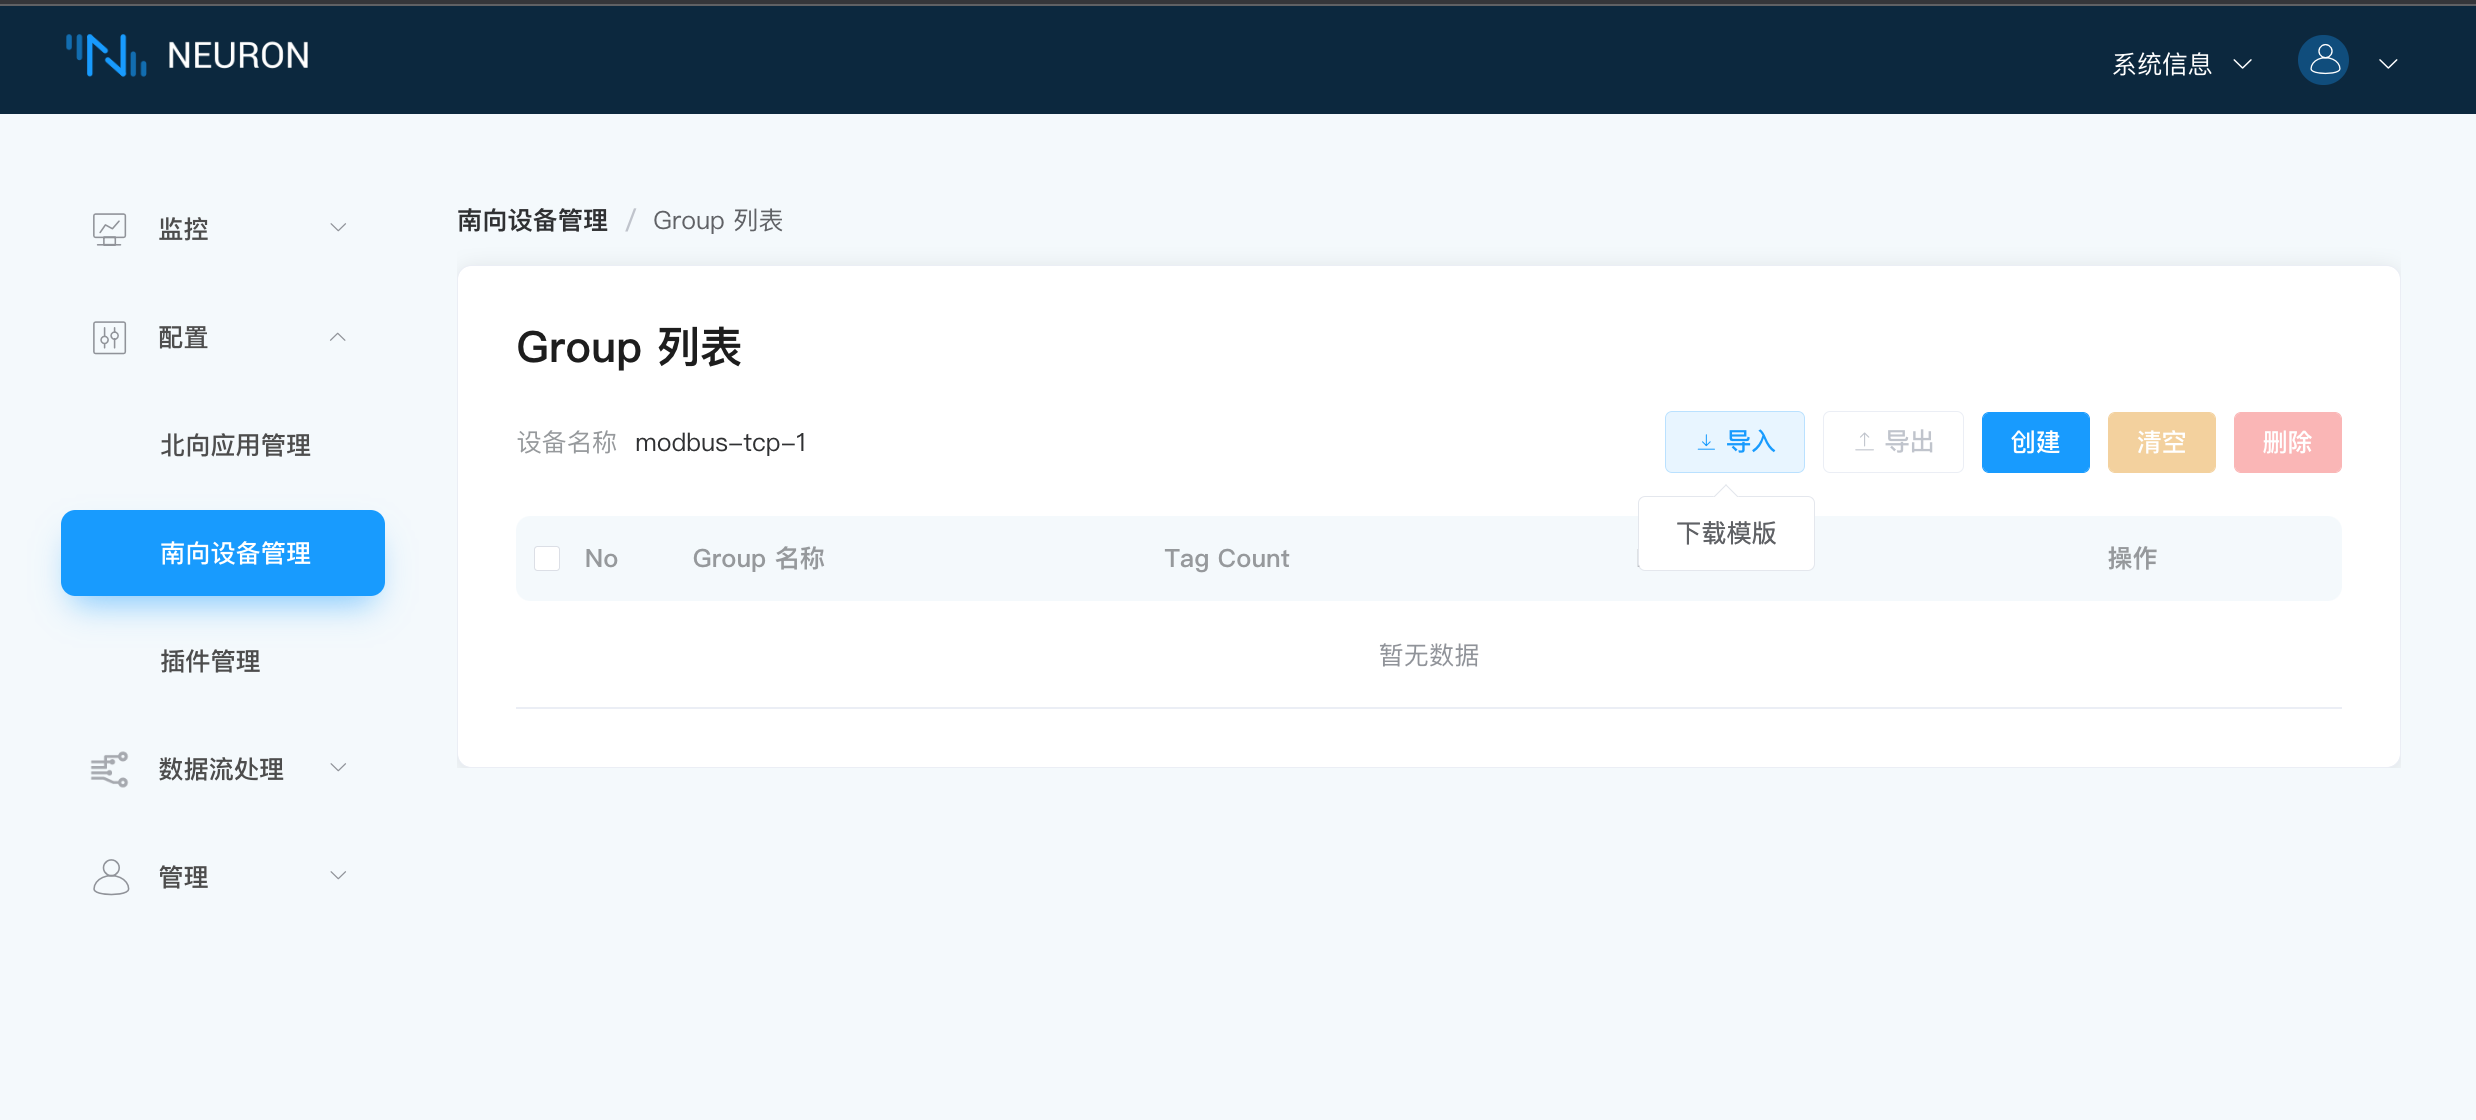 NEURON
系统信息
监控
配置
北向应用管理
南向设备管理
插件管理
数据流处理
管理
南向设备管理 / Group 列表
Group 列表
设备名称 modbus-tcp-1
导入 导出 创建 清空 删除
下载模版
No Group 名称 Tag Count 操作
暂无数据